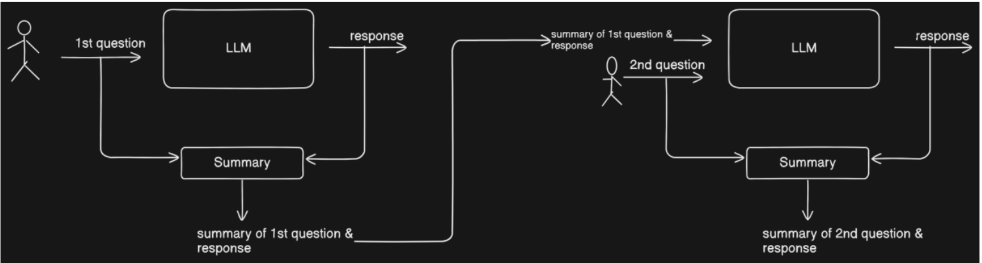 1st question
LLM
response
Summary
summary of 1st question &
response
summary of 1st question &
response
2nd question
LLM
response
Summary
summary of 2nd question &
response